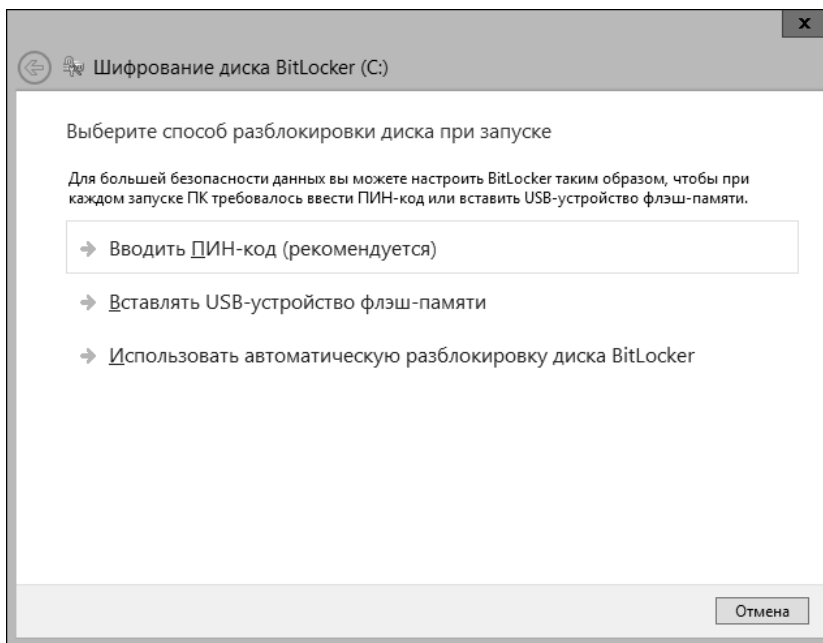 x
Шифрование диска BitLocker (C:)
Выберите способ разблокировки диска при запуске
Для большей безопасности данных вы можете настроить BitLocker таким образом, чтобы при
каждом запуске ПК требовалось ввести ПИН-код или вставить USB-устройство флэш-памяти.
Вводить ПИН-код (рекомендуется)
Вставлять USB-устройство флэш-памяти
Использовать автоматическую разблокировку диска BitLocker
Отмена